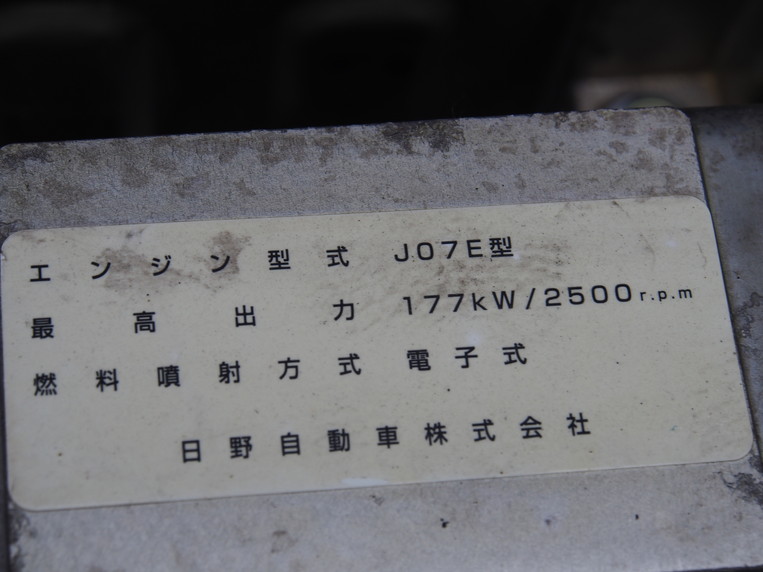 エンジン型式 J07E型
最高出力 177kW/2500r.p.m
燃料噴射方式 電子式
日野自動車株式会社